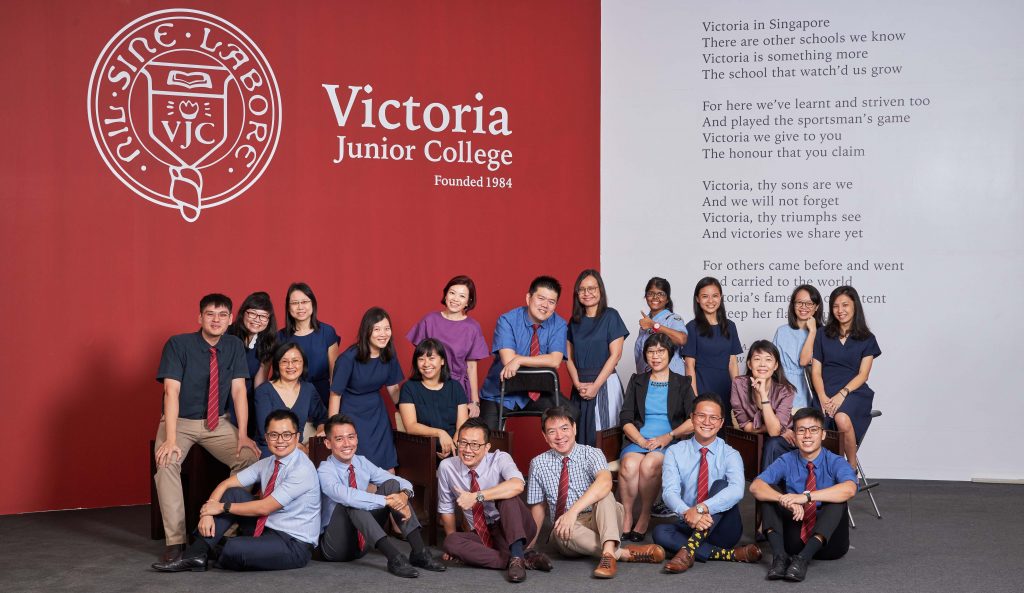 NIL · SINE · LABORE
VJC
Victoria
Junior College
Founded 1984
Victoria in Singapore
There are other schools we know
Victoria is something more
The school that watch'd us grow
For here we've learnt and striven too
And played the sportsman's game
Victoria we give to you
The honour that you claim
Victoria, thy sons are we
And we will not forget
Victoria, thy triumphs see
And victories we share yet
For others came before and went
carried to the world
fame
her